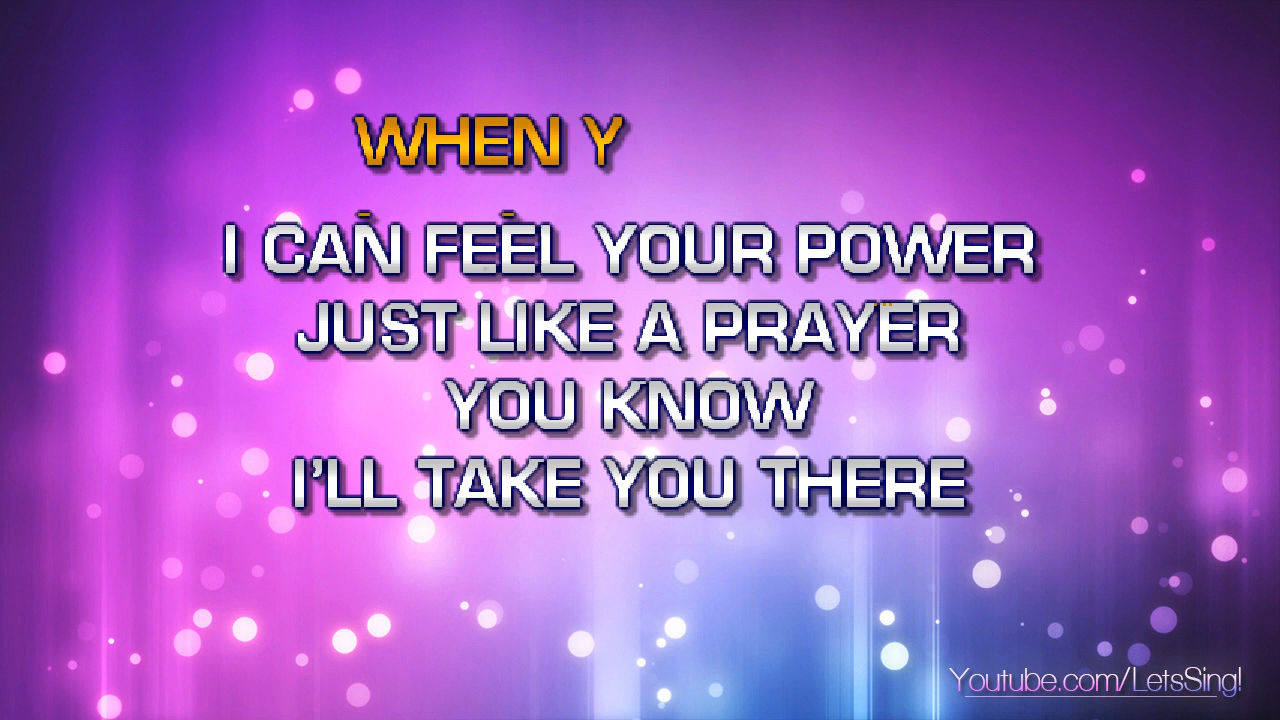 WHEN Y
I CAN FEEL YOUR POWER
JUST LIKE A PRAYER
YOU KNOW
I'LL TAKE YOU THERE
Youtube.com/LetsSing!